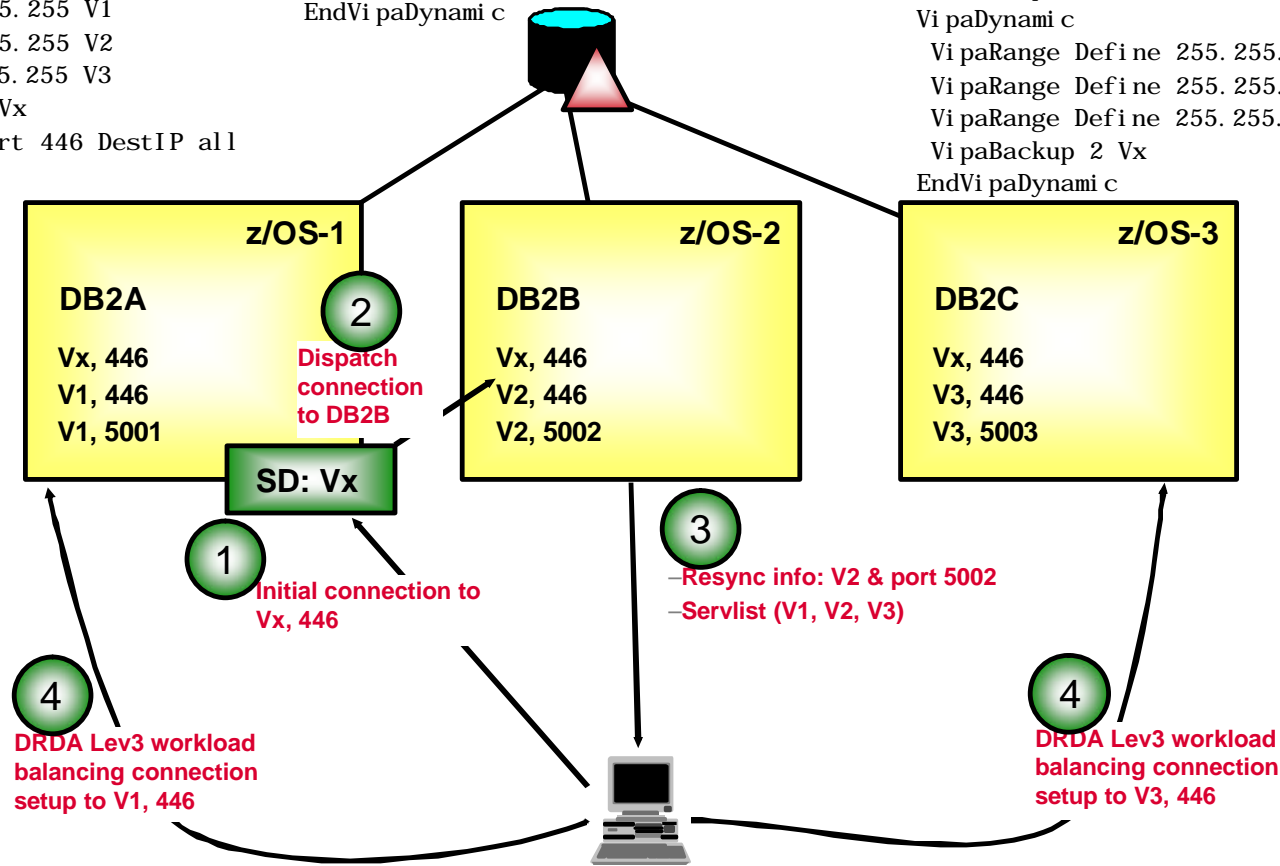 5.255 V1
5.255 V2
5.255 V3
Vx
rt 446 DestIP all
EndVipaDynamic
VipaDynamic
VipaRange Define 255.255.
VipaRange Define 255.255.
VipaRange Define 255.255.
VipaBackup 2 Vx
EndVipaDynamic
z/OS-1
DB2A
Vx, 446
V1, 446
V1, 5001
SD: Vx
2
Dispatch
connection
to DB2B
z/OS-2
DB2B
Vx, 446
V2, 446
V2, 5002
z/OS-3
DB2C
Vx, 446
V3, 446
V3, 5003
1
Initial connection to
Vx, 446
3
–Resync info: V2 & port 5002
–Servlist (V1, V2, V3)
4
DRDA Lev3 workload
balancing connection
setup to V1, 446
4
DRDA Lev3 workload
balancing connection
setup to V3, 446